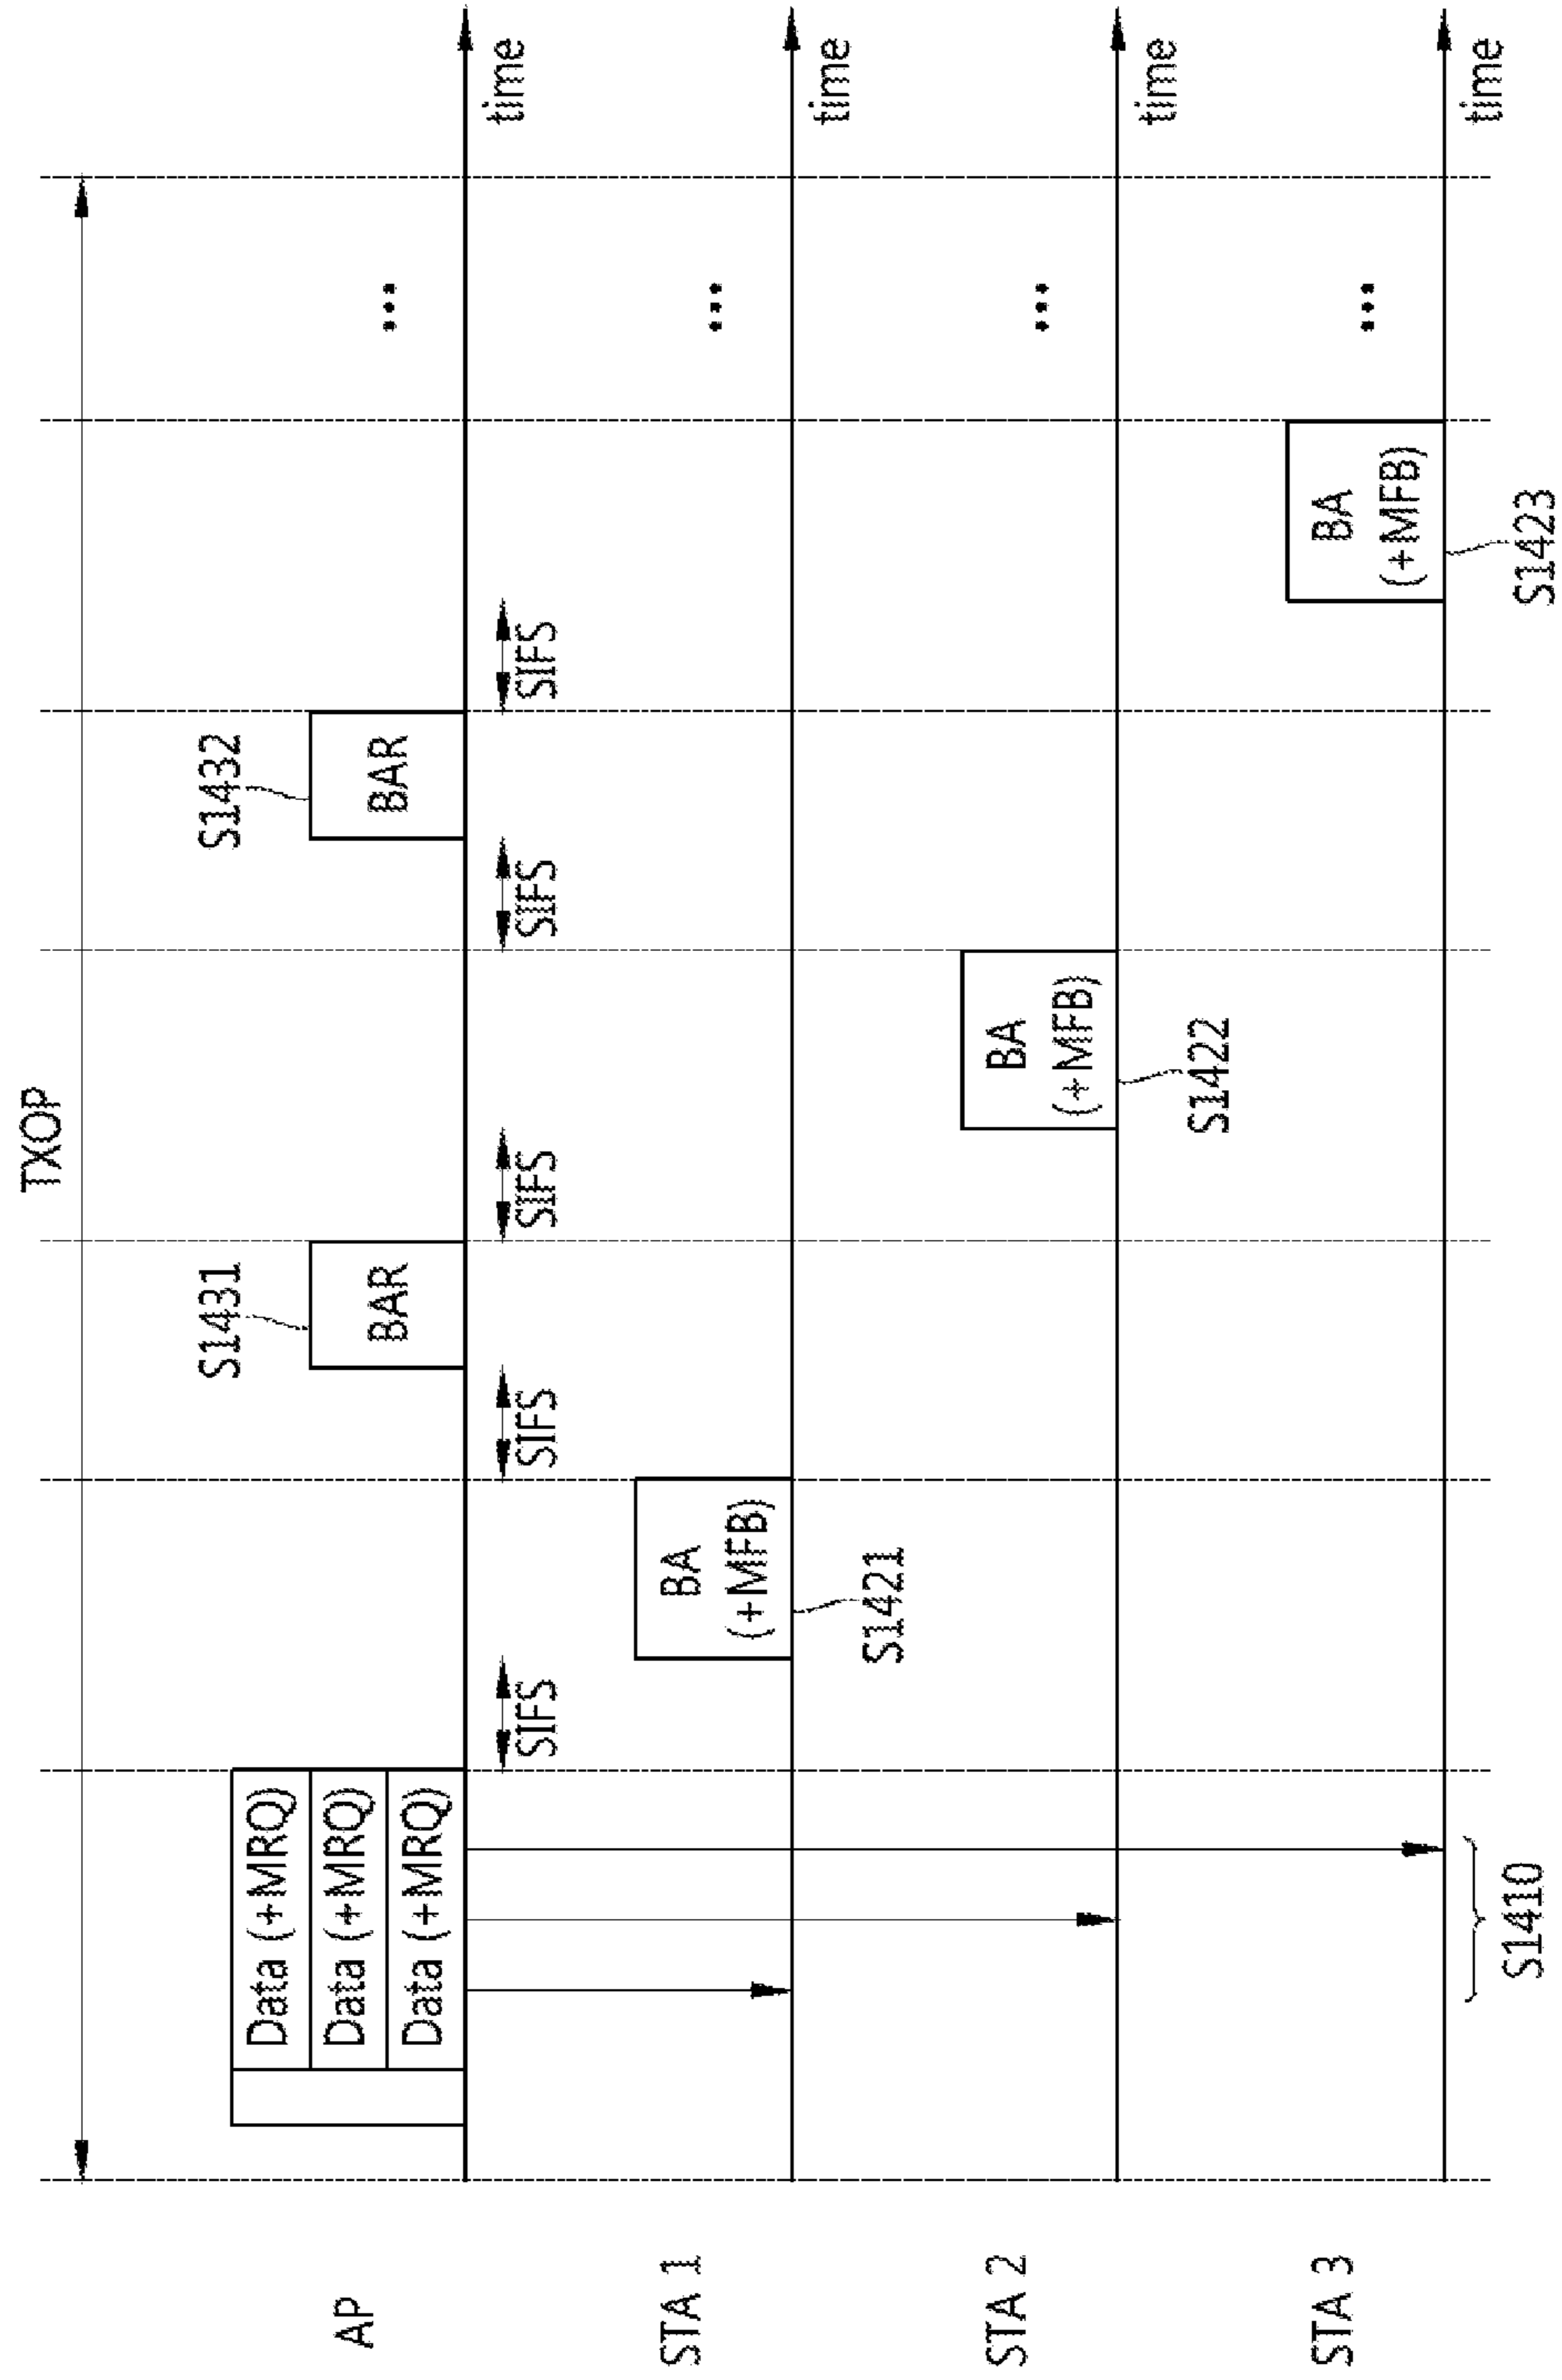 TXOP
AP
Data (+MRQ)
Data (+MRQ)
Data (+MRQ)
S1431
BAR
S1432
BAR
...
time
SIFS
SIFS
SIFS
SIFS
SIFS
STA 1
BA
(+MFB)
...
time
S1421
STA 2
BA
(+MFB)
...
time
S1422
STA 3
BA
(+MFB)
...
time
S1410
S1423